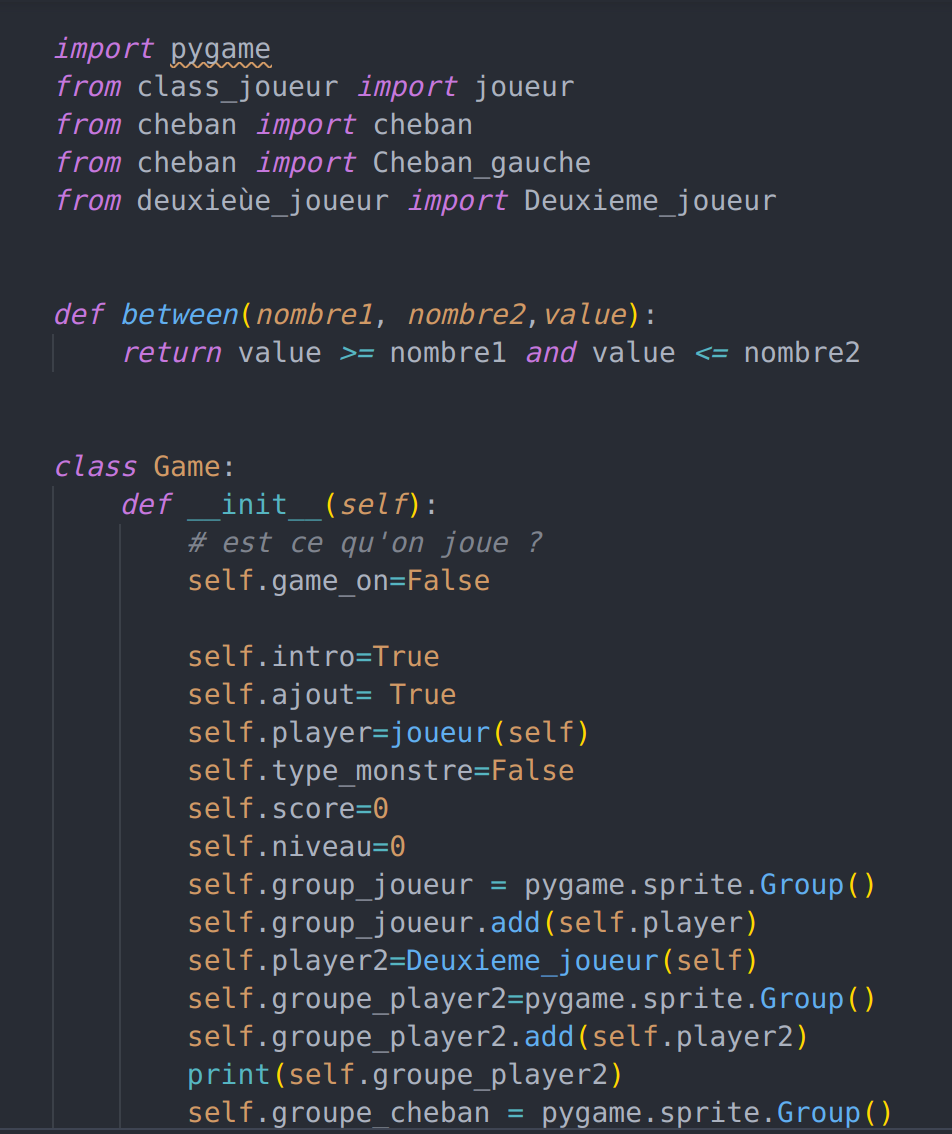 import pygame
from class_joueur import joueur
from cheban import cheban
from cheban import Cheban_gauche
from deuxieùe_joueur import Deuxieme_joueur
def between(nombre1, nombre2,value):
    return value >= nombre1 and value <= nombre2
class Game:
    def __init__(self):
        # est ce qu'on joue ?
        self.game_on=False
        self.intro=True
        self.ajout= True
        self.player=joueur(self)
        self.type_monstre=False
        self.score=0
        self.niveau=0
        self.group_joueur = pygame.sprite.Group()
        self.group_joueur.add(self.player)
        self.player2=Deuxieme_joueur(self)
        self.groupe_player2=pygame.sprite.Group()
        self.groupe_player2.add(self.player2)
        print(self.groupe_player2)
        self.groupe_cheban = pygame.sprite.Group()